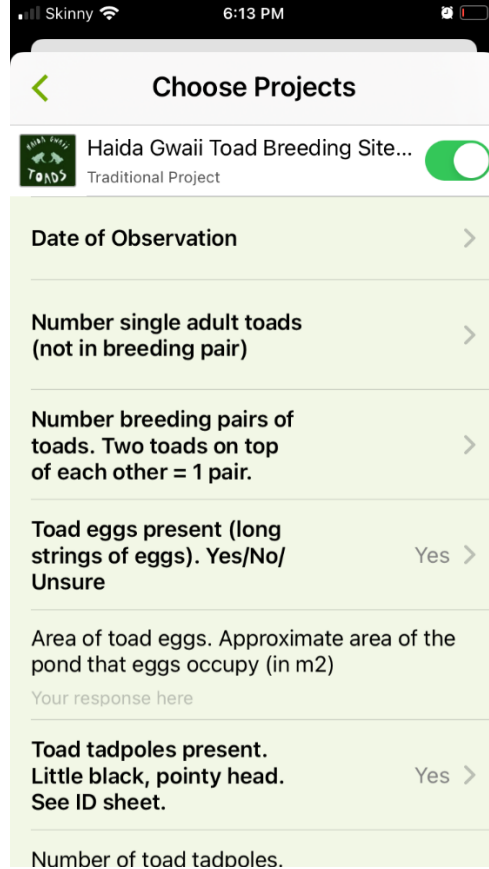 Skinny
6:13 PM
Choose Projects
HAIDA GWAII
TOADS
Haida Gwaii Toad Breeding Site...
Traditional Project
Date of Observation
Number single adult toads
(not in breeding pair)
Number breeding pairs of
toads. Two toads on top
of each other = 1 pair.
Toad eggs present (long
strings of eggs). Yes/No/
Unsure
Yes
Area of toad eggs. Approximate area of the
pond that eggs occupy (in m2)
Your response here
Toad tadpoles present.
Little black, pointy head.
See ID sheet.
Yes
Number of toad tadpoles.